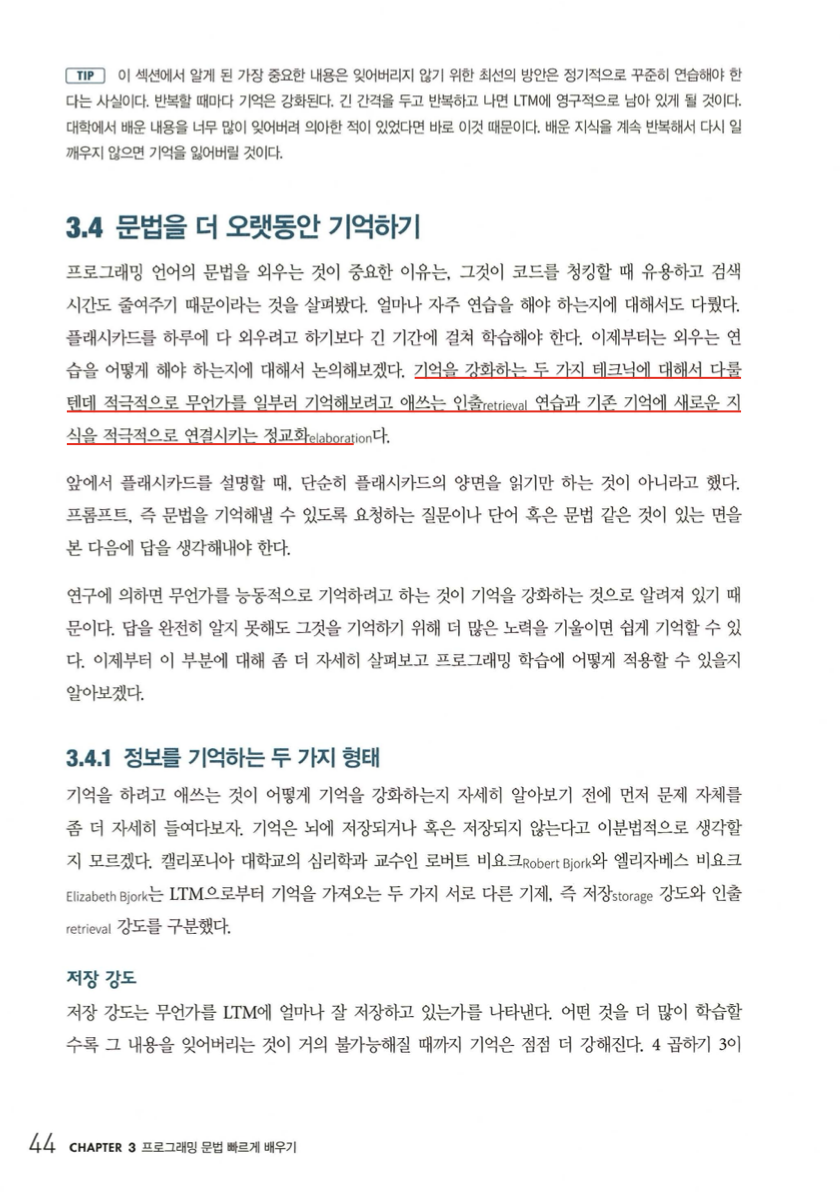 TIP 이 섹션에서 알게 된 가장 중요한 내용은 잊어버리지 않기 위한 최선의 방안은 정기적으로 꾸준히 연습해야 한
다는 사실이다. 반복할 때마다 기억은 강화된다. 긴 간격을 두고 반복하고 나면 LTM에 영구적으로 남아 있게 될 것이다.
대학에서 배운 내용을 너무 많이 잊어버려 의아한 적이 있었다면 바로 이것 때문이다. 배운 지식을 계속 반복해서 다시 일
깨우지 않으면 기억을 잃어버릴 것이다.
3.4 문법을 더 오랫동안 기억하기
프로그래밍 언어의 문법을 외우는 것이 중요한 이유는, 그것이 코드를 청킹할 때 유용하고 검색
시간도 줄여주기 때문이라는 것을 살펴봤다. 얼마나 자주 연습을 해야 하는지에 대해서도 다뤘다.
플래시카드를 하루에 다 외우려고 하기보다 긴 기간에 걸쳐 학습해야 한다. 이제부터는 외우는 연
습을 어떻게 해야 하는지에 대해서 논의해보겠다. 기억을 강화하는 두 가지 테크닉에 대해서 다룰
텐데 적극적으로 무언가를 일부러 기억해보려고 애쓰는 인출retrieval 연습과 기존 기억에 새로운 지
식을 적극적으로 연결시키는 정교화elaboration다.
앞에서 플래시카드를 설명할 때, 단순히 플래시카드의 양면을 읽기만 하는 것이 아니라고 했다.
프롬프트, 즉 문법을 기억해낼 수 있도록 요청하는 질문이나 단어 혹은 문법 같은 것이 있는 면을
본 다음에 답을 생각해내야 한다.
연구에 의하면 무언가를 능동적으로 기억하려고 하는 것이 기억을 강화하는 것으로 알려져 있기 때
문이다. 답을 완전히 알지 못해도 그것을 기억하기 위해 더 많은 노력을 기울이면 쉽게 기억할 수 있
다. 이제부터 이 부분에 대해 좀 더 자세히 살펴보고 프로그래밍 학습에 어떻게 적용할 수 있을지
알아보겠다.
3.4.1 정보를 기억하는 두 가지 형태
기억을 하려고 애쓰는 것이 어떻게 기억을 강화하는지 자세히 알아보기 전에 먼저 문제 자체를
좀 더 자세히 들여다보자. 기억은 뇌에 저장되거나 혹은 저장되지 않는다고 이분법적으로 생각할
지 모르겠다. 캘리포니아 대학교의 심리학과 교수인 로버트 비요크Robert Bjork와 엘리자베스 비요크
Elizabeth Bjork는 LTM으로부터 기억을 가져오는 두 가지 서로 다른 기제, 즉 저장storage 강도와 인출
retrieval 강도를 구분했다.
저장 강도
저장 강도는 무언가를 LTM에 얼마나 잘 저장하고 있는가를 나타낸다. 어떤 것을 더 많이 학습할
수록 그 내용을 잊어버리는 것이 거의 불가능해질 때까지 기억은 점점 더 강해진다. 4 곱하기 3이
44 CHAPTER 3 프로그래밍 문법 빠르게 배우기